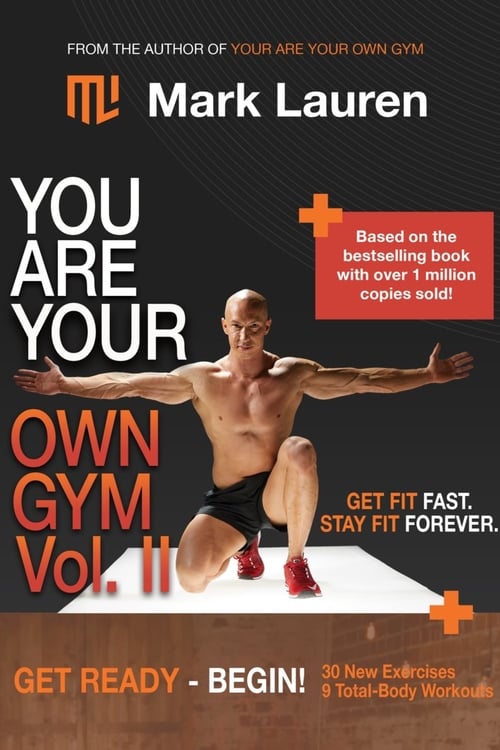 FROM THE AUTHOR OF YOUR ARE YOUR OWN GYM
Mark Lauren
YOU
ARE
YOUR
OWN
GYM
Vol. II
Based on the
bestselling book
with over 1 million
copies sold!
GET FIT FAST.
STAY FIT FOREVER.
GET READY - BEGIN!
30 New Exercises
9 Total-Body Workouts